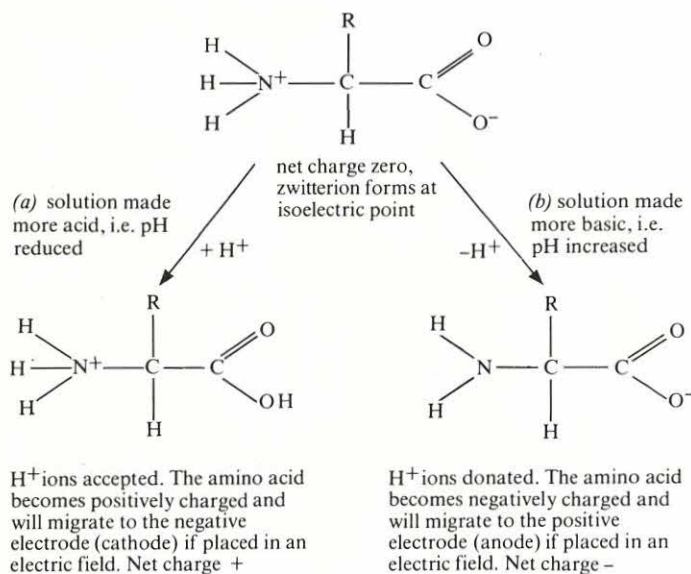 R
H
O
H—N⁺—C—C
H
O⁻
H
net charge zero,
zwitterion forms at
isoelectric point
(a) solution made
more acid, i.e. pH
reduced
+ H⁺
(b) solution made
more basic, i.e.
pH increased
–H⁺
R
H
O
H—N⁺—C—C
H
OH
H
R
H
O
N—C—C
H
O⁻
H
H⁺ ions accepted. The amino acid
becomes positively charged and
will migrate to the negative
electrode (cathode) if placed in an
electric field. Net charge +
H⁺ ions donated. The amino acid
becomes negatively charged and
will migrate to the positive
electrode (anode) if placed in an
electric field. Net charge –